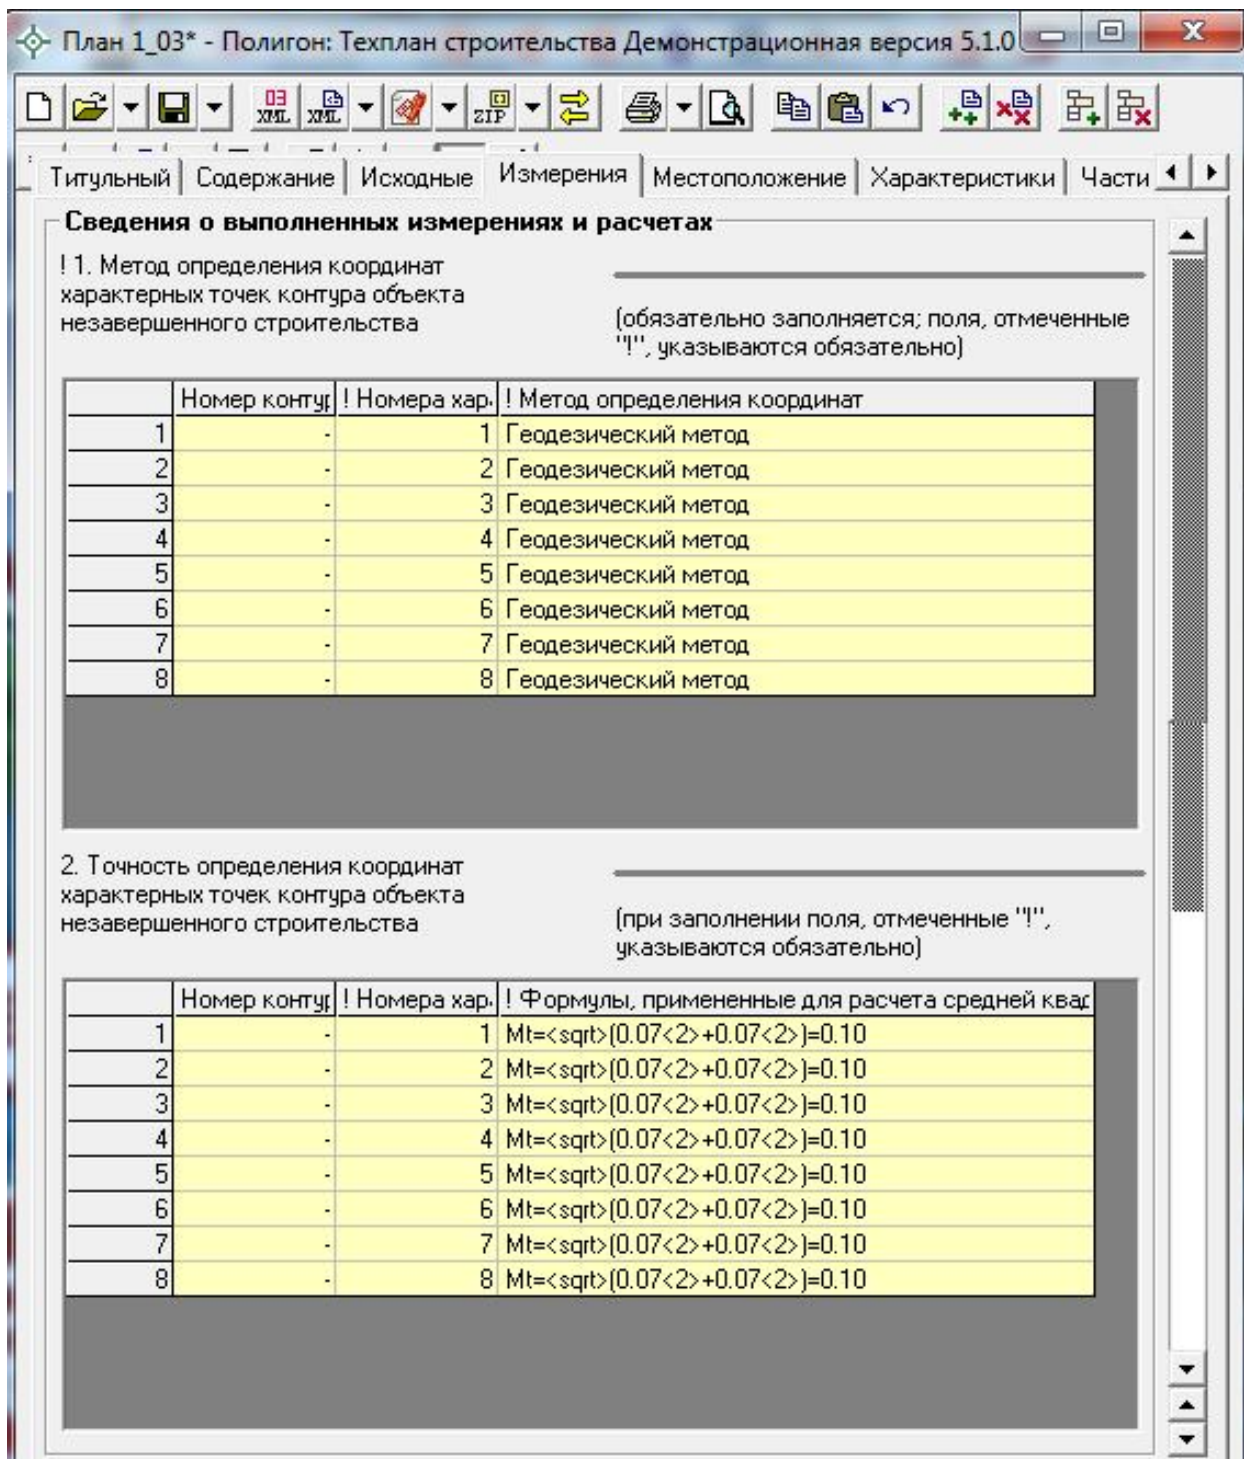 План 1_03* - Полигон: Техплан строительства Демонстрационная версия 5.1.0
03 XML XML ZIP
Титульный Содержание Исходные Измерения Местоположение Характеристики Части
Сведения о выполненных измерениях и расчетах
! 1. Метод определения координат
характерных точек контура объекта
незавершенного строительства
(обязательно заполняется; поля, отмеченные
"!", указываются обязательно)
Номер контур ! Номера хар. ! Метод определения координат
1 - 1 Геодезический метод
2 - 2 Геодезический метод
3 - 3 Геодезический метод
4 - 4 Геодезический метод
5 - 5 Геодезический метод
6 - 6 Геодезический метод
7 - 7 Геодезический метод
8 - 8 Геодезический метод
2. Точность определения координат
характерных точек контура объекта
незавершенного строительства
(при заполнении поля, отмеченные "!",
указываются обязательно)
Номер контур ! Номера хар. ! Формулы, примененные для расчета средней квад
1 - 1 Mt=<sqrt>(0.07<2>+0.07<2>)=0.10
2 - 2 Mt=<sqrt>(0.07<2>+0.07<2>)=0.10
3 - 3 Mt=<sqrt>(0.07<2>+0.07<2>)=0.10
4 - 4 Mt=<sqrt>(0.07<2>+0.07<2>)=0.10
5 - 5 Mt=<sqrt>(0.07<2>+0.07<2>)=0.10
6 - 6 Mt=<sqrt>(0.07<2>+0.07<2>)=0.10
7 - 7 Mt=<sqrt>(0.07<2>+0.07<2>)=0.10
8 - 8 Mt=<sqrt>(0.07<2>+0.07<2>)=0.10